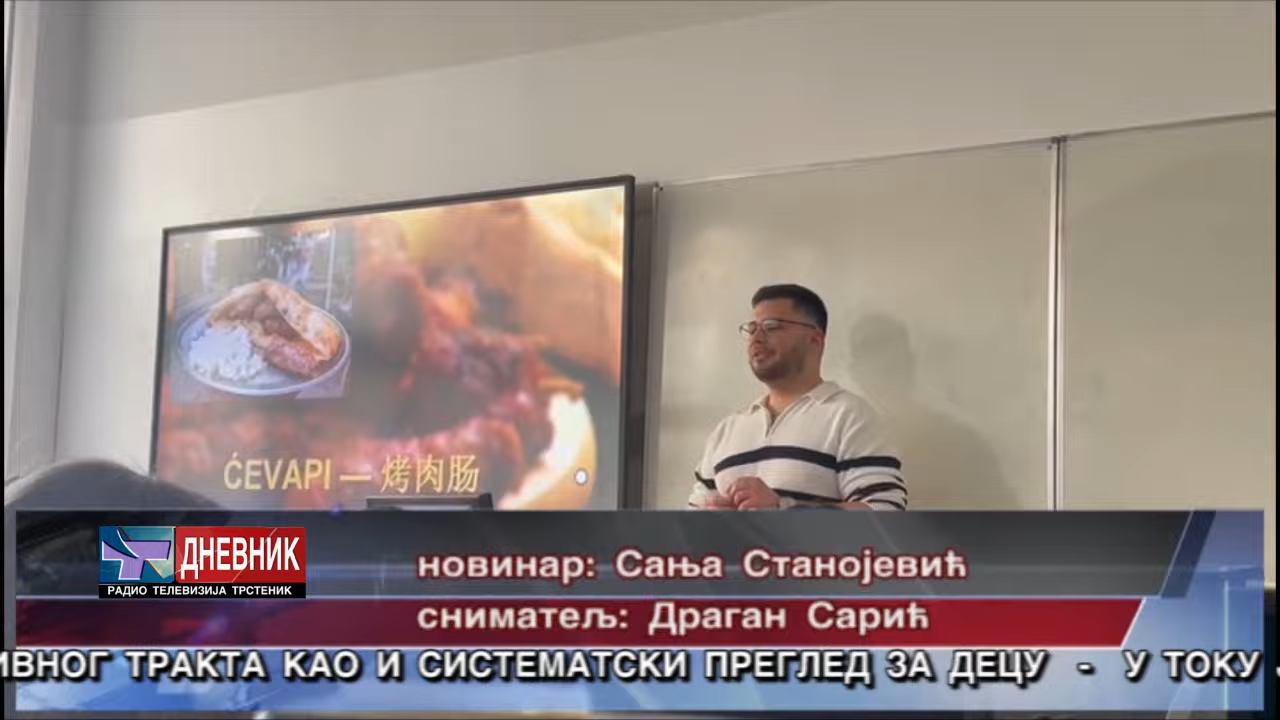 ĆEVAPI — 烤肉肠
ДНЕВНИК
РАДИО ТЕЛЕВИЗИЈА ТРСТЕНИК
новинар: Сања Станојевић
сниматељ: Драган Сарић
ИВНОГ ТРАКТА КАО И СИСТЕМАТСКИ ПРЕГЛЕД ЗА ДЕЦУ - У ТОКУ